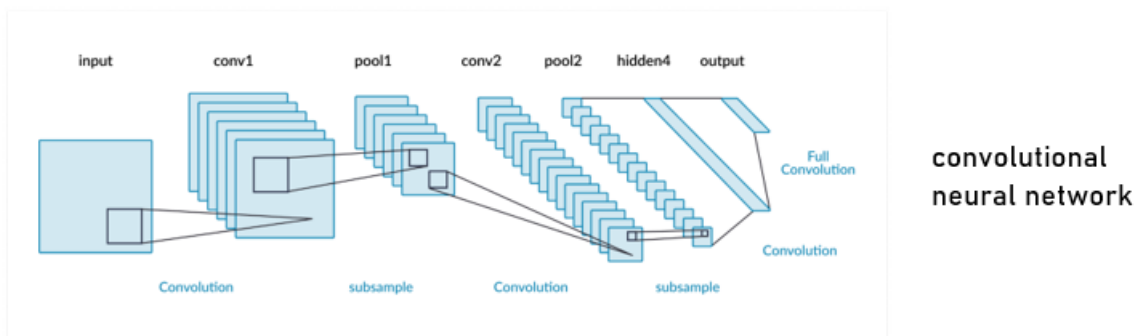 input conv1 pool1 conv2 pool2 hidden4 output
Full
Convolution
convolutional
neural network
Convolution
Convolution subsample Convolution subsample